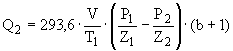 Q₂ = 293,6 · V/T₁ · (P₁/Z₁ − P₂/Z₂) · (b + 1)